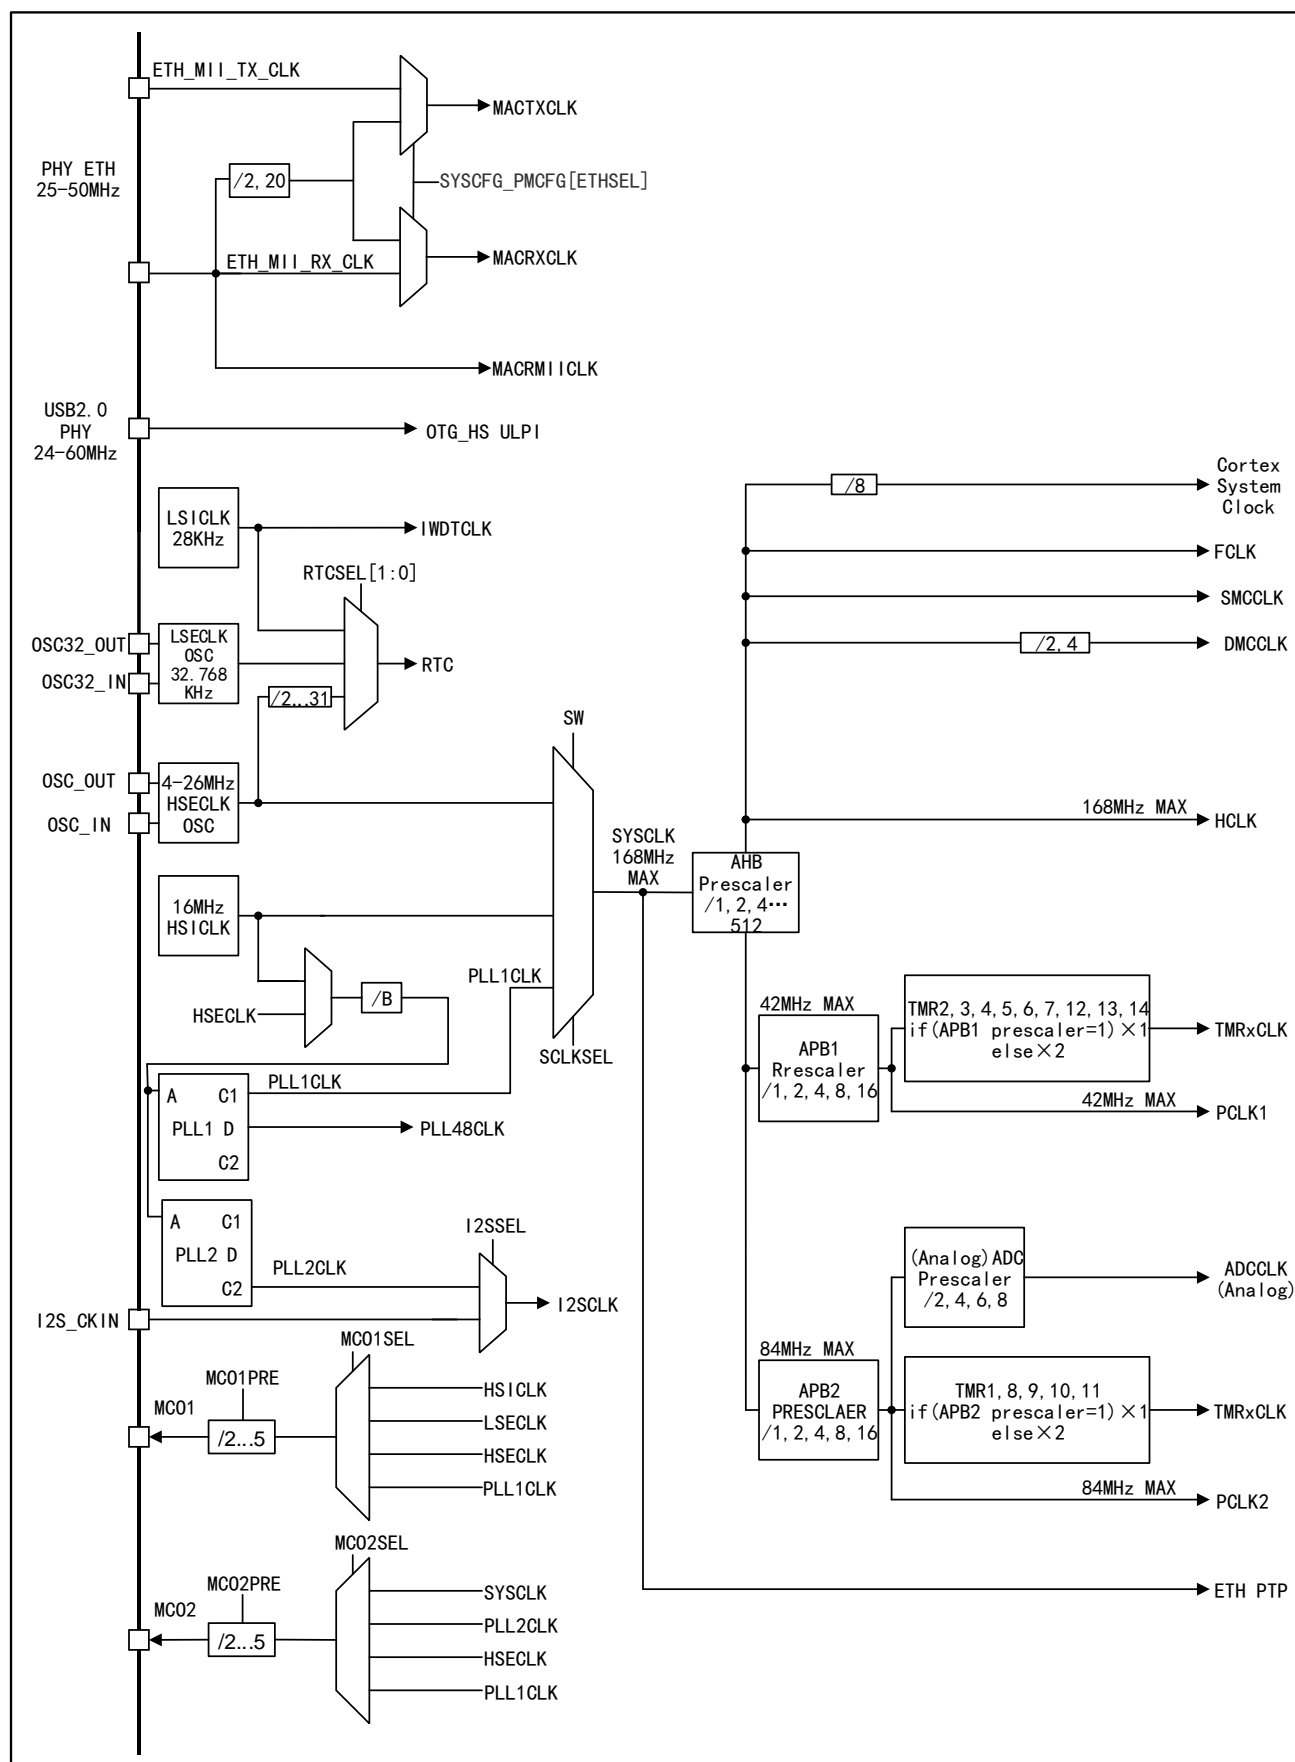 ETH_MII_TX_CLK
MACTXCLK
PHY ETH
25-50MHz
/2,20
SYSCFG_PMCFG[ETHSEL]
ETH_MII_RX_CLK
MACRXCLK
MACRMIICLK
USB2.0
PHY
24-60MHz
OTG_HS ULPI
/8
Cortex
System
Clock
LSICLK
28KHz
IWDTCLK
FCLK
RTCSEL[1:0]
SMCCLK
OSC32_OUT
LSECLK
OSC
32.768
KHz
OSC32_IN
RTC
/2,4
DMCCLK
/2...31
SW
OSC_OUT
OSC_IN
4-26MHz
HSECLK
OSC
168MHz MAX
HCLK
SYSCLK
168MHz
MAX
AHB
Prescaler
/1,2,4…
512
16MHz
HSICLK
PLL1CLK
/B
HSECLK
SCLKSEL
42MHz MAX
APB1
Rrescaler
/1,2,4,8,16
TMR2,3,4,5,6,7,12,13,14
if(APB1 prescaler=1)×1
else×2
TMRxCLK
42MHz MAX
PCLK1
A C1
PLL1 D
C2
PLL1CLK
PLL48CLK
A C1
PLL2 D
C2
PLL2CLK
I2SSEL
I2SCLK
I2S_CKIN
(Analog)ADC
Prescaler
/2,4,6,8
ADCCLK
(Analog)
84MHz MAX
APB2
PRESCLAER
/1,2,4,8,16
TMR1,8,9,10,11
if(APB2 prescaler=1)×1
else×2
TMRxCLK
84MHz MAX
PCLK2
MCO1SEL
MCO1PRE
MCO1
/2...5
HSICLK
LSECLK
HSECLK
PLL1CLK
MCO2SEL
MCO2PRE
MCO2
/2...5
SYSCLK
PLL2CLK
HSECLK
PLL1CLK
ETH PTP